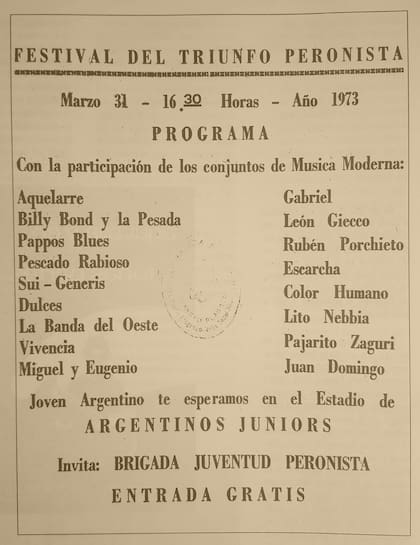 FESTIVAL DEL TRIUNFO PERONISTA
Marzo 31 - 16.30 Horas - Año 1973
PROGRAMA
Con la participación de los conjuntos de Musica Moderna:
Aquelarre
Billy Bond y la Pesada
Pappos Blues
Pescado Rabioso
Sui - Generis
Dulces
La Banda del Oeste
Vivencia
Miguel y Eugenio
Gabriel
León Giecco
Rubén Porchieto
Escarcha
Color Humano
Lito Nebbia
Pajarito Zaguri
Juan Domingo
Joven Argentino te esperamos en el Estadio de
ARGENTINOS JUNIORS
Invita: BRIGADA JUVENTUD PERONISTA
ENTRADA GRATIS